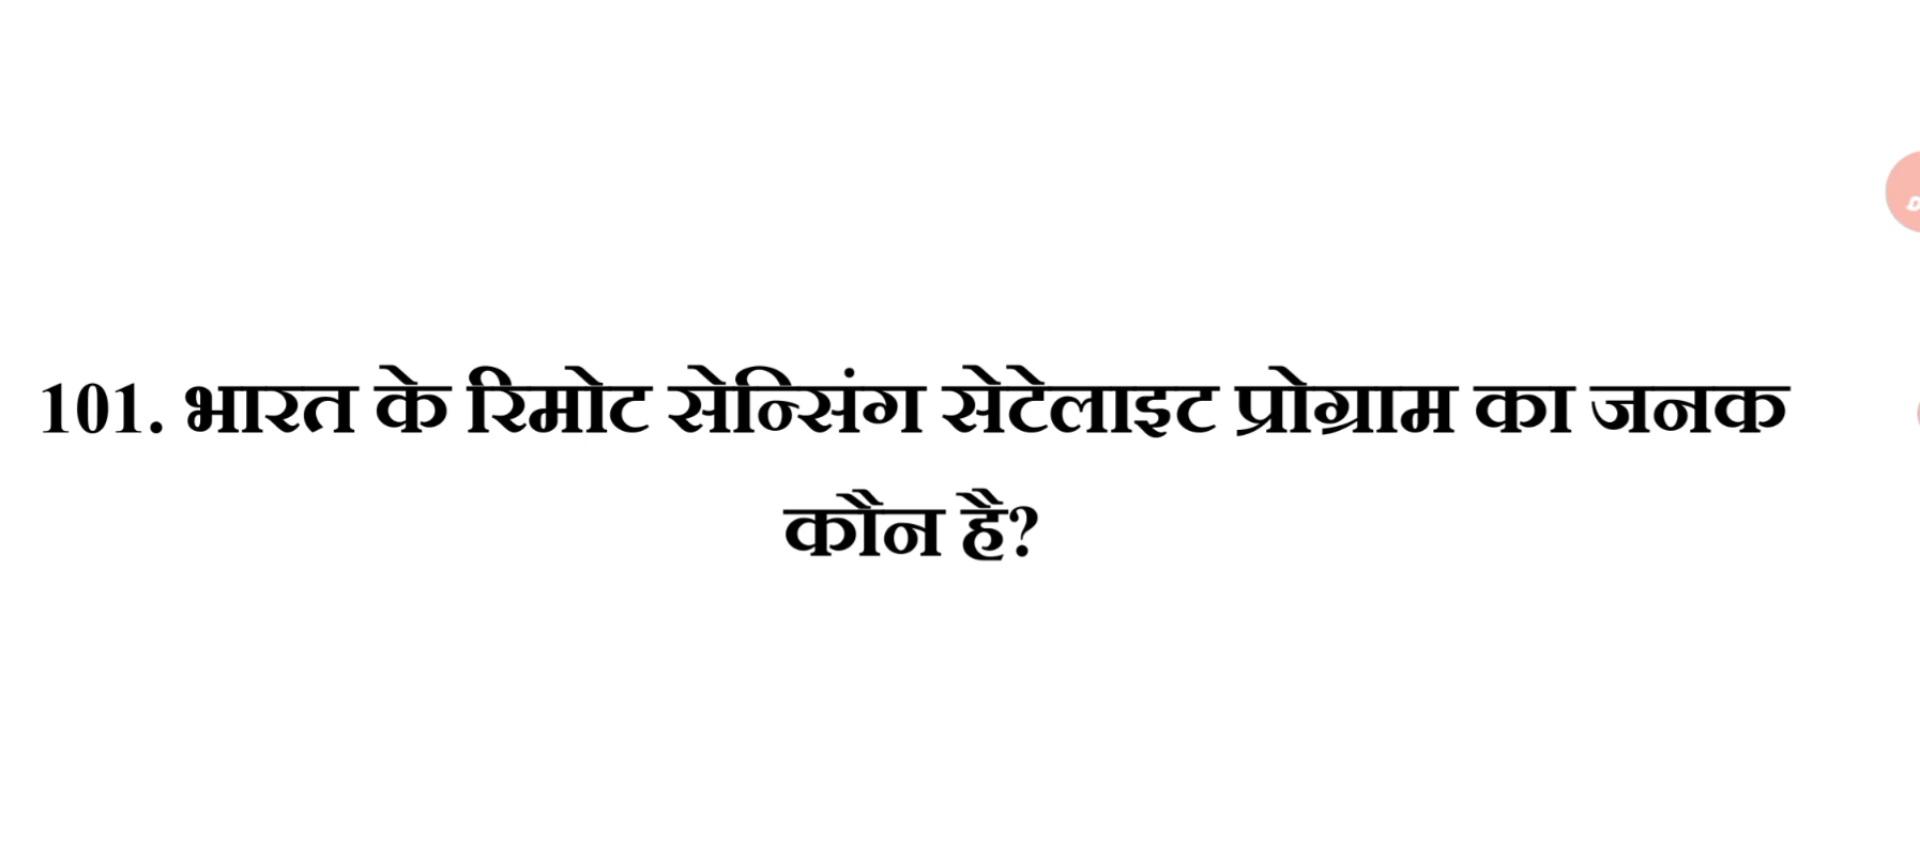 101. भारत के रिमोट सेन्सिंग सेटेलाइट प्रोग्राम का जनक
कौन है?